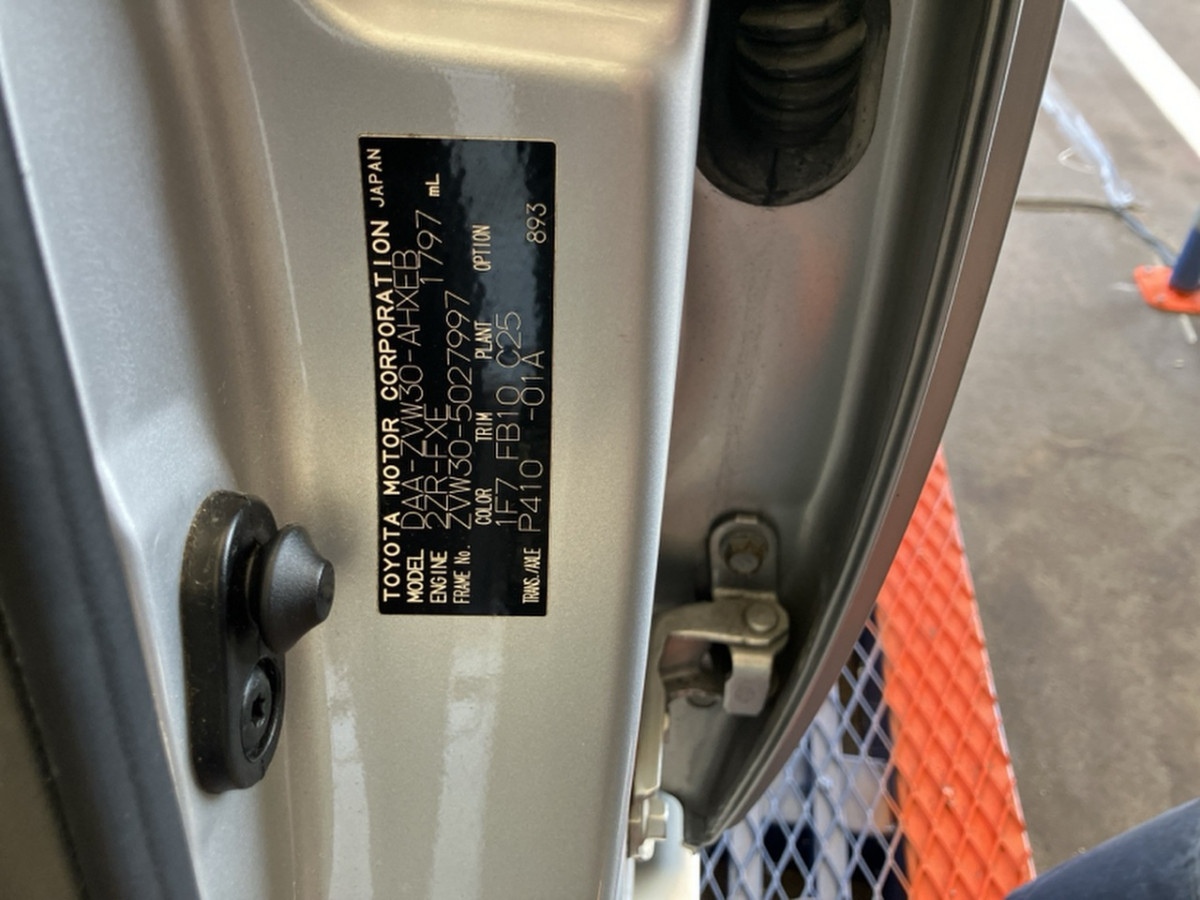 TOYOTA MOTOR CORPORATION JAPAN
MODEL DAA-ZVW30-AHXEB
ENGINE 2ZR-FXE 1797 mL
FRAME No. ZVW30-5027997
COLOR TRIM PLANT OPTION
1F7 FB10 C25
TRANS./AXLE P410 -01A 893